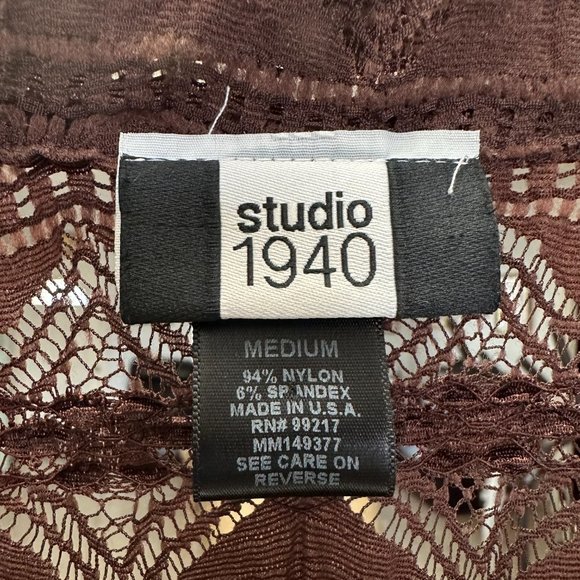 studio
1940
MEDIUM
94% NYLON
6% SPANDEX
MADE IN U.S.A.
RN# 99217
MM149377
SEE CARE ON
REVERSE